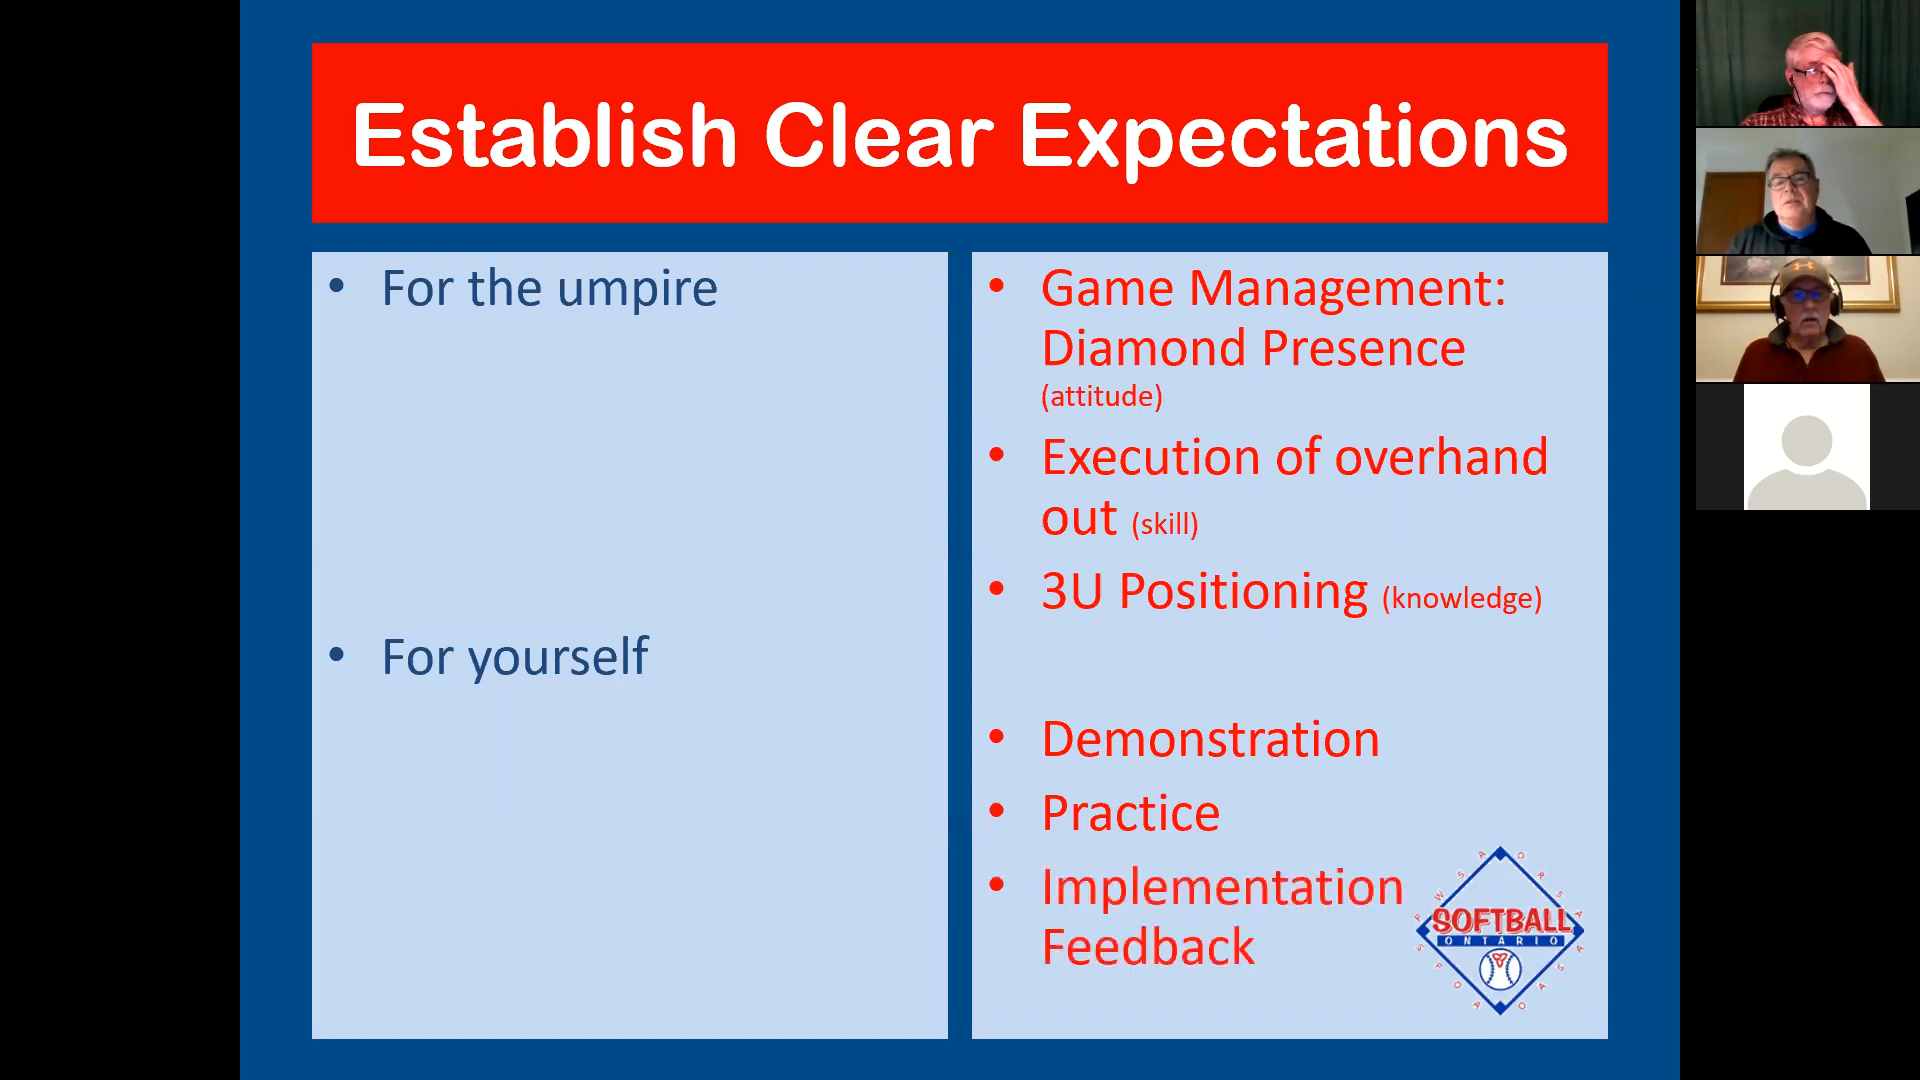 Establish Clear Expectations
• For the umpire
• For yourself
• Game Management:
Diamond Presence
(attitude)
• Execution of overhand
out (skill)
• 3U Positioning (knowledge)
• Demonstration
• Practice
• Implementation
Feedback
SOFTBALL
ONTARIO